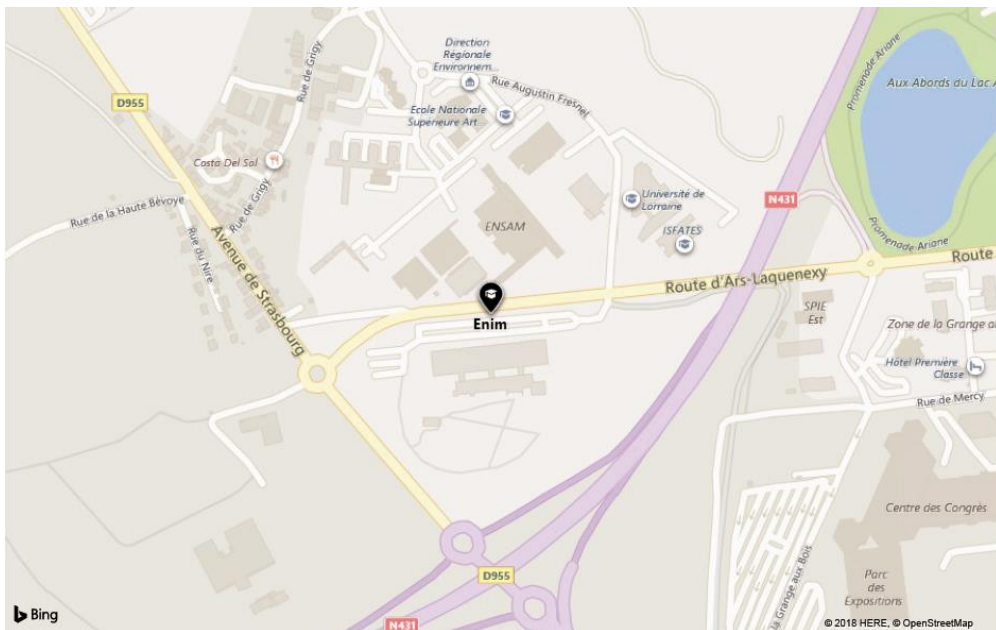 Direction
Régionale
Environnem...
Rue Augustin Fresnel
Ecole Nationale
Superieure Art...
Rue de Grigy
D955
Costa Del Sol
Rue de Grigy
Rue de la Haute Bévoye
Rue du Nire
Avenue de Strasbourg
ENSAM
Université de
Lorraine
ISFATES
N431
Promenade Ariane
Aux Abords du Lac A
Promenade Ariane
Route d'Ars-Laquenexy
Route
Enim
SPIE
Est
Zone de la Grange au
Hôtel Première
Classe
Rue de Mercy
Centre des Congrès
Parc
des
Expositions
la Grange aux Bois
D955
N431
Bing
© 2018 HERE, © OpenStreetMap